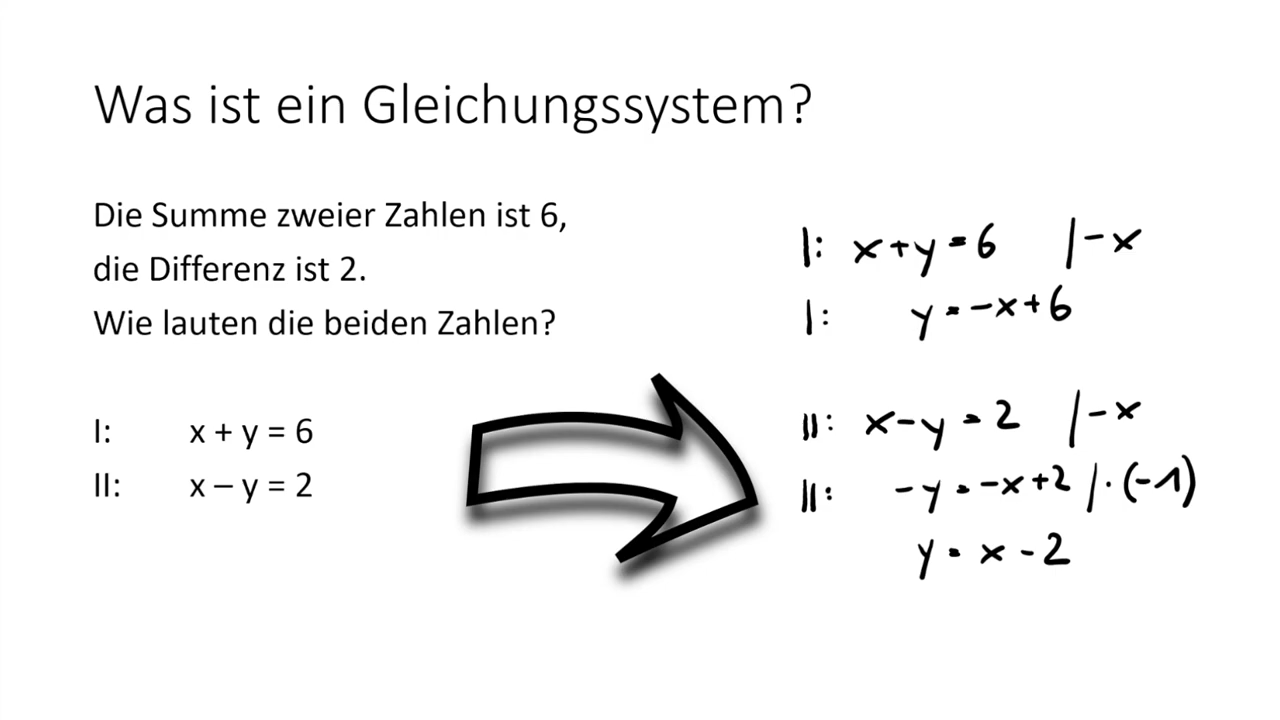 Was ist ein Gleichungssystem?
Die Summe zweier Zahlen ist 6,
die Differenz ist 2.
Wie lauten die beiden Zahlen?
I: x + y = 6
II: x – y = 2
I: x+y=6 |-x
I: y=-x+6
II: x-y=2 |-x
II: -y=-x+2 |·(-1)
y=x-2